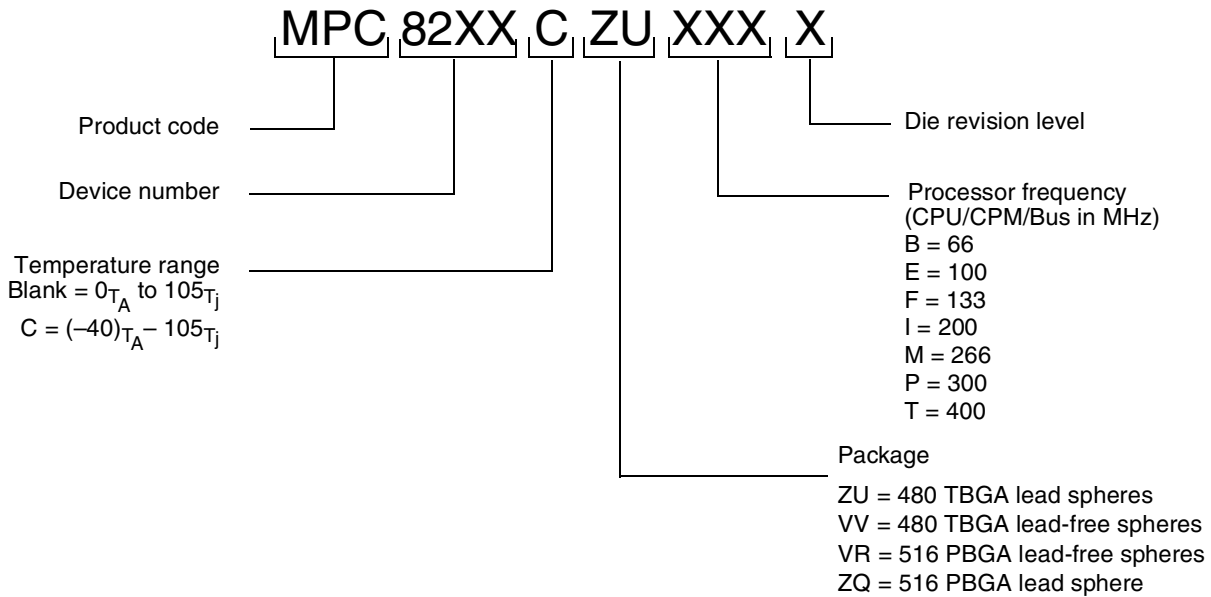 MPC 82XX C ZU XXX X
Product code
Device number
Temperature range
Blank = 0TA to 105Tj
C = (–40)TA – 105Tj
Die revision level
Processor frequency
(CPU/CPM/Bus in MHz)
B = 66
E = 100
F = 133
I = 200
M = 266
P = 300
T = 400
Package
ZU = 480 TBGA lead spheres
VV = 480 TBGA lead-free spheres
VR = 516 PBGA lead-free spheres
ZQ = 516 PBGA lead sphere